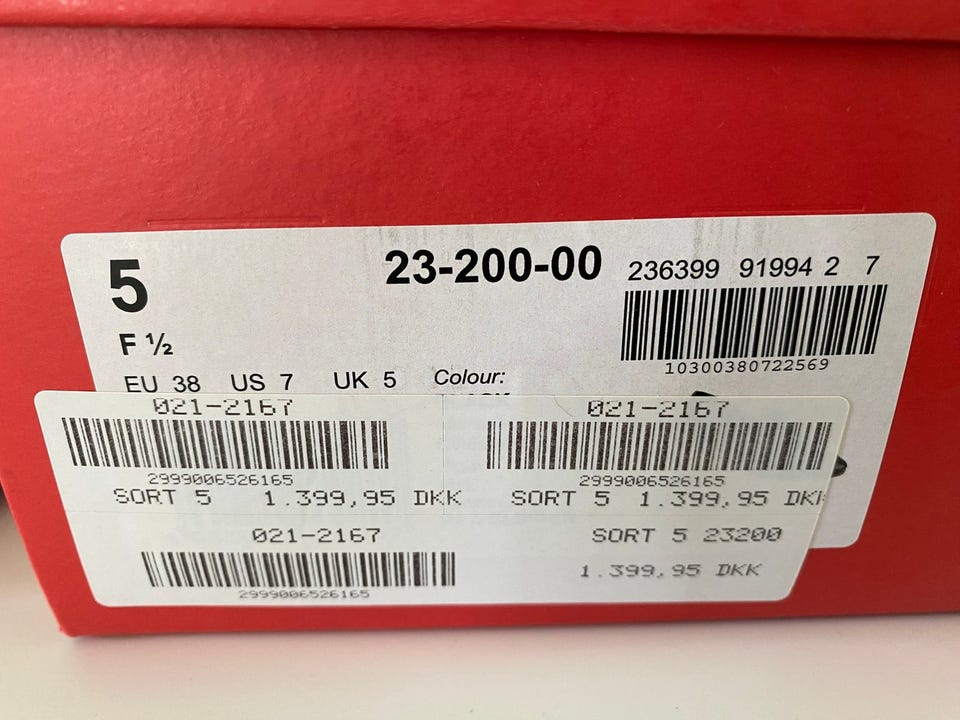 5 23-200-00 236399 91994 2 7
F ½
10300380722569
EU 38 US 7 UK 5 Colour:
021-2167 021-2167
2999006526165 2999006526165
SORT 5 1.399,95 DKK SORT 5 1.399,95 DKK
021-2167 SORT 5 23200
1.399,95 DKK
2999006526165